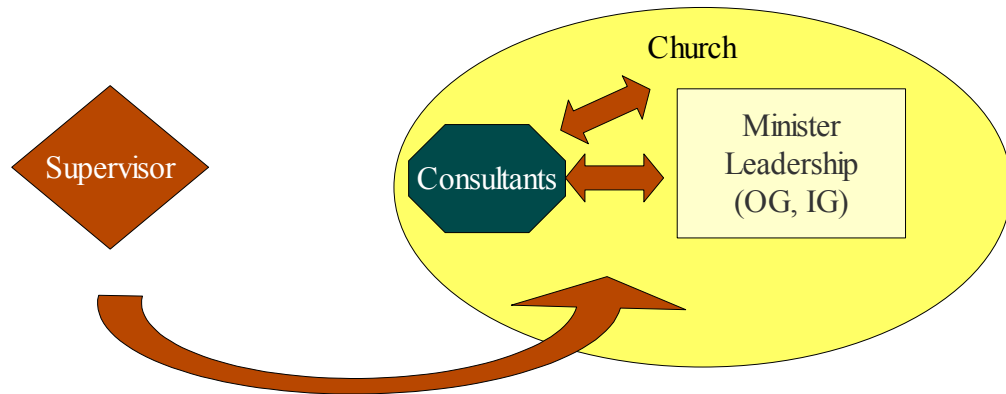 Church
Supervisor
Consultants
Minister
Leadership
(OG, IG)